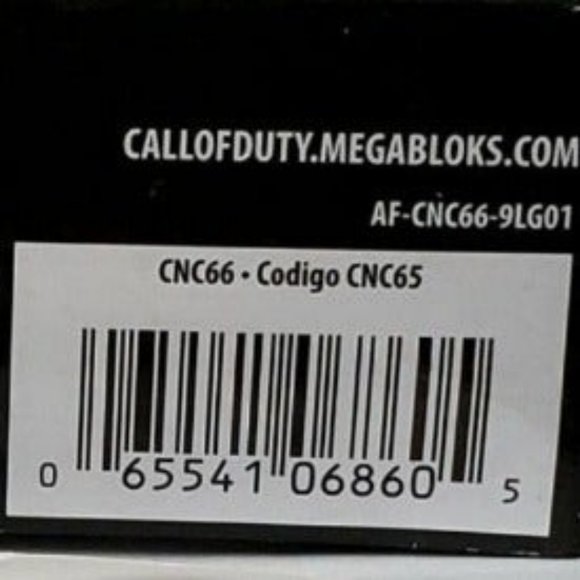 CALLOFDUTY.MEGABLOKS.COM
AF-CNC66-9LG01
CNC66 • Codigo CNC65
0 65541 06860 5